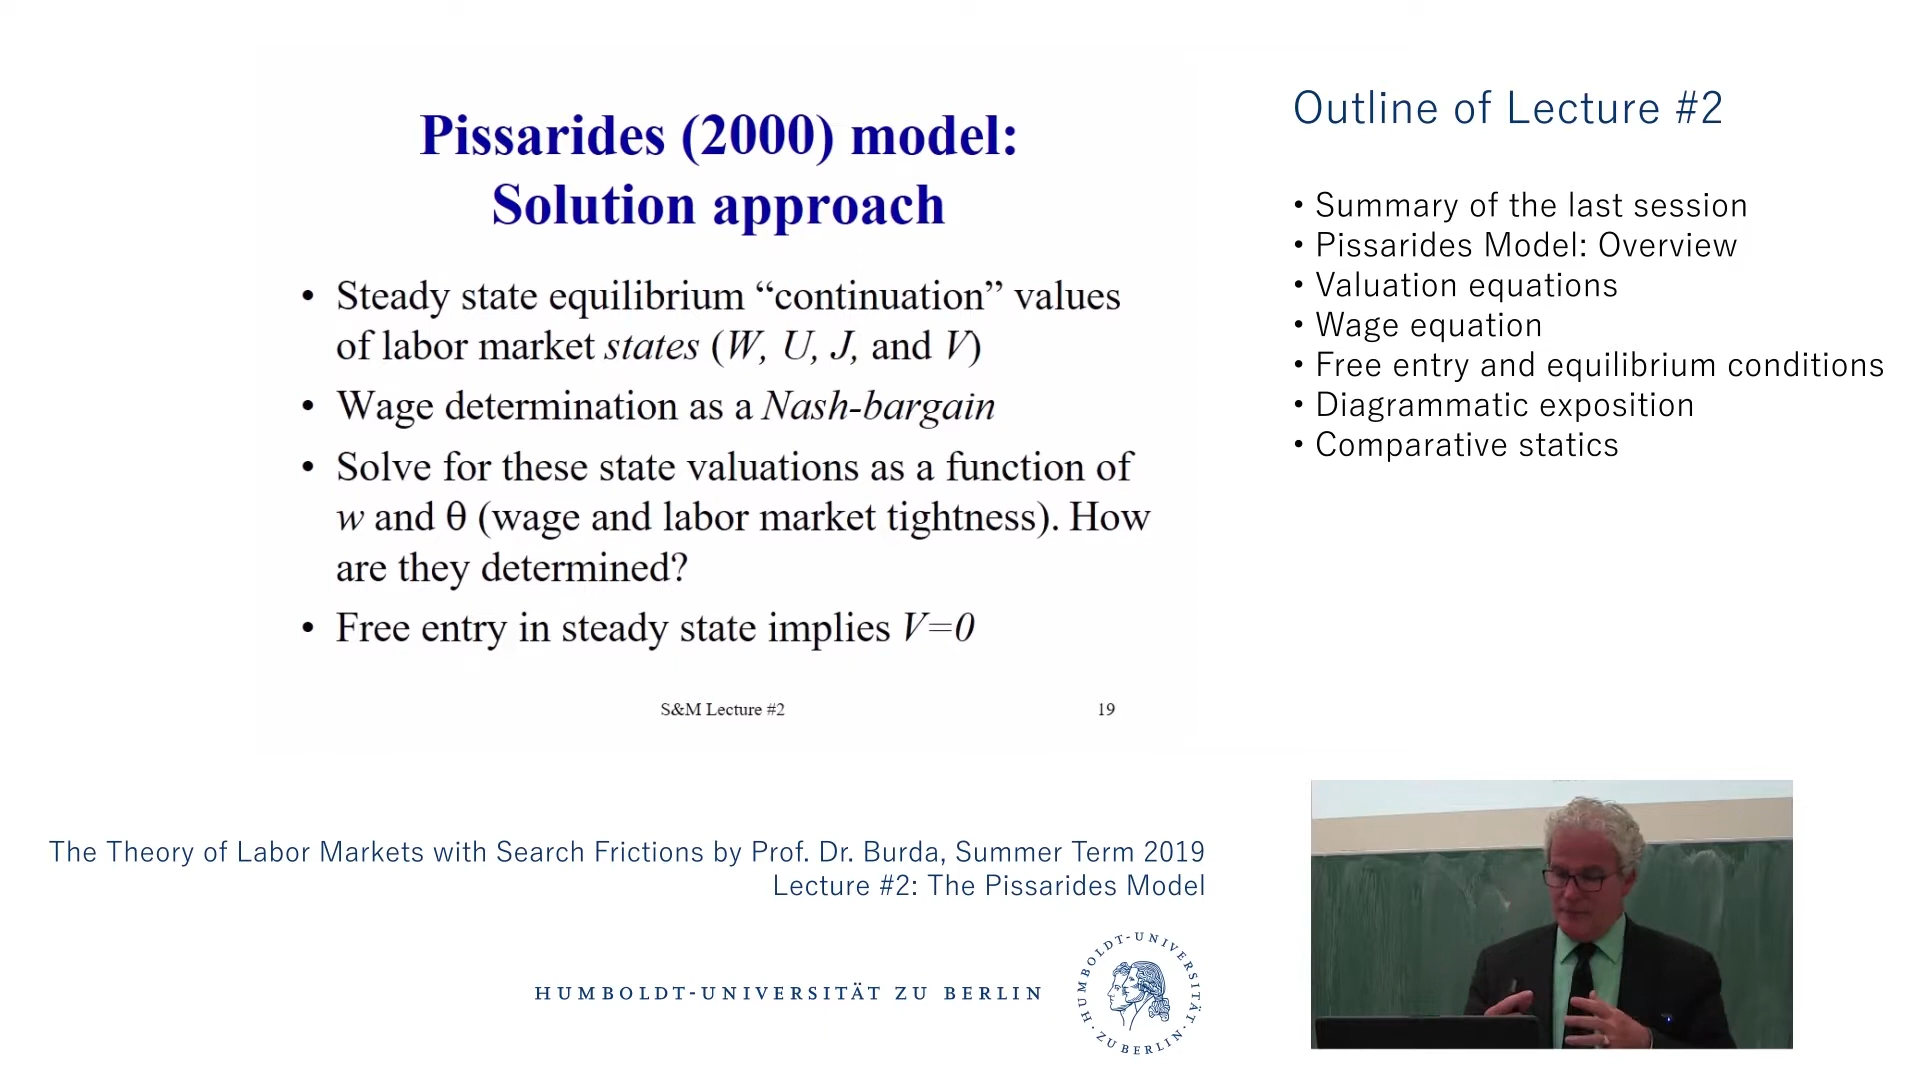 Pissarides (2000) model:
Solution approach
• Steady state equilibrium “continuation” values
of labor market states (W, U, J, and V)
• Wage determination as a Nash-bargain
• Solve for these state valuations as a function of
w and θ (wage and labor market tightness). How
are they determined?
• Free entry in steady state implies V=0
S&M Lecture #2
19
Outline of Lecture #2
• Summary of the last session
• Pissarides Model: Overview
• Valuation equations
• Wage equation
• Free entry and equilibrium conditions
• Diagrammatic exposition
• Comparative statics
The Theory of Labor Markets with Search Frictions by Prof. Dr. Burda, Summer Term 2019
Lecture #2: The Pissarides Model
HUMBOLDT-UNIVERSITÄT ZU BERLIN
HUMBOLDT-UNIVERSITÄT · ZU BERLIN ·